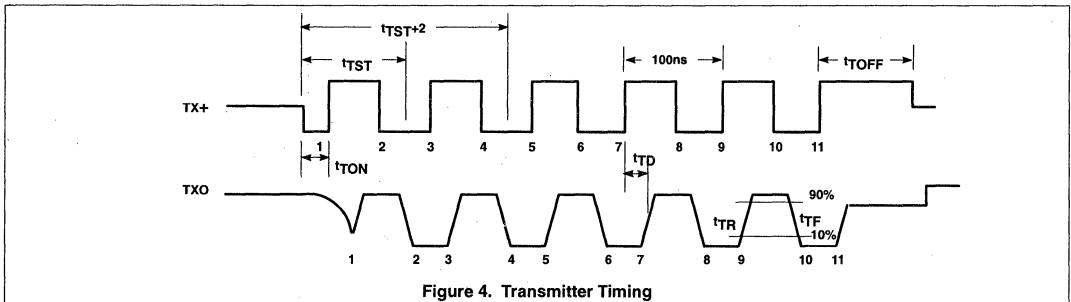 tTST+2
tTST
100ns
tTOFF
TX+
1 2 3 4 5 6 7 8 9 10 11
tTON
tTD
TXO
90%
tTR
tTF
10%
1 2 3 4 5 6 7 8 9 10 11
Figure 4. Transmitter Timing